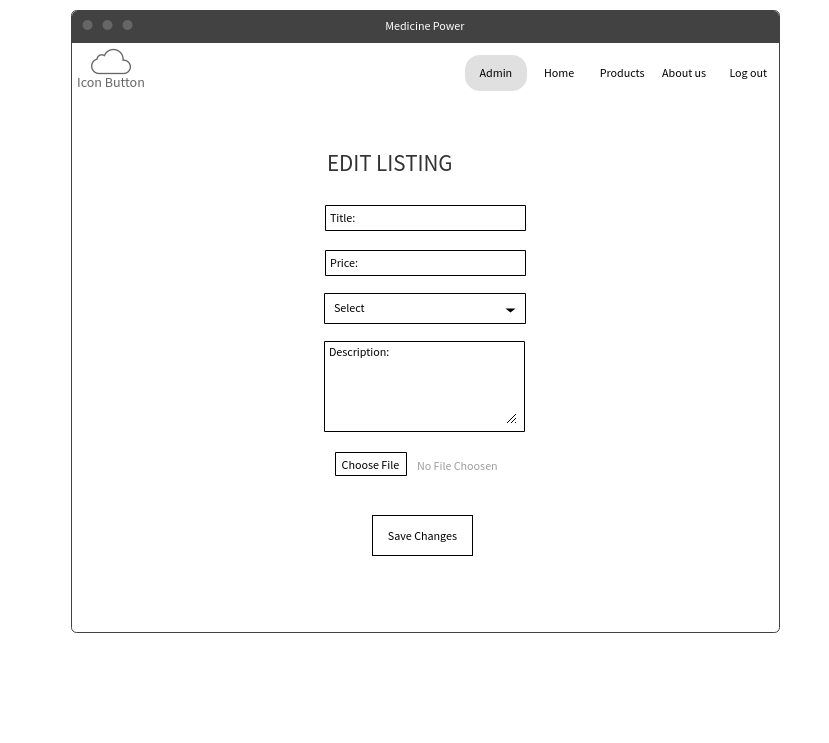 Medicine Power
Icon Button
Admin Home Products About us Log out
EDIT LISTING
Title:
Price:
Select
Description:
Choose File No File Choosen
Save Changes